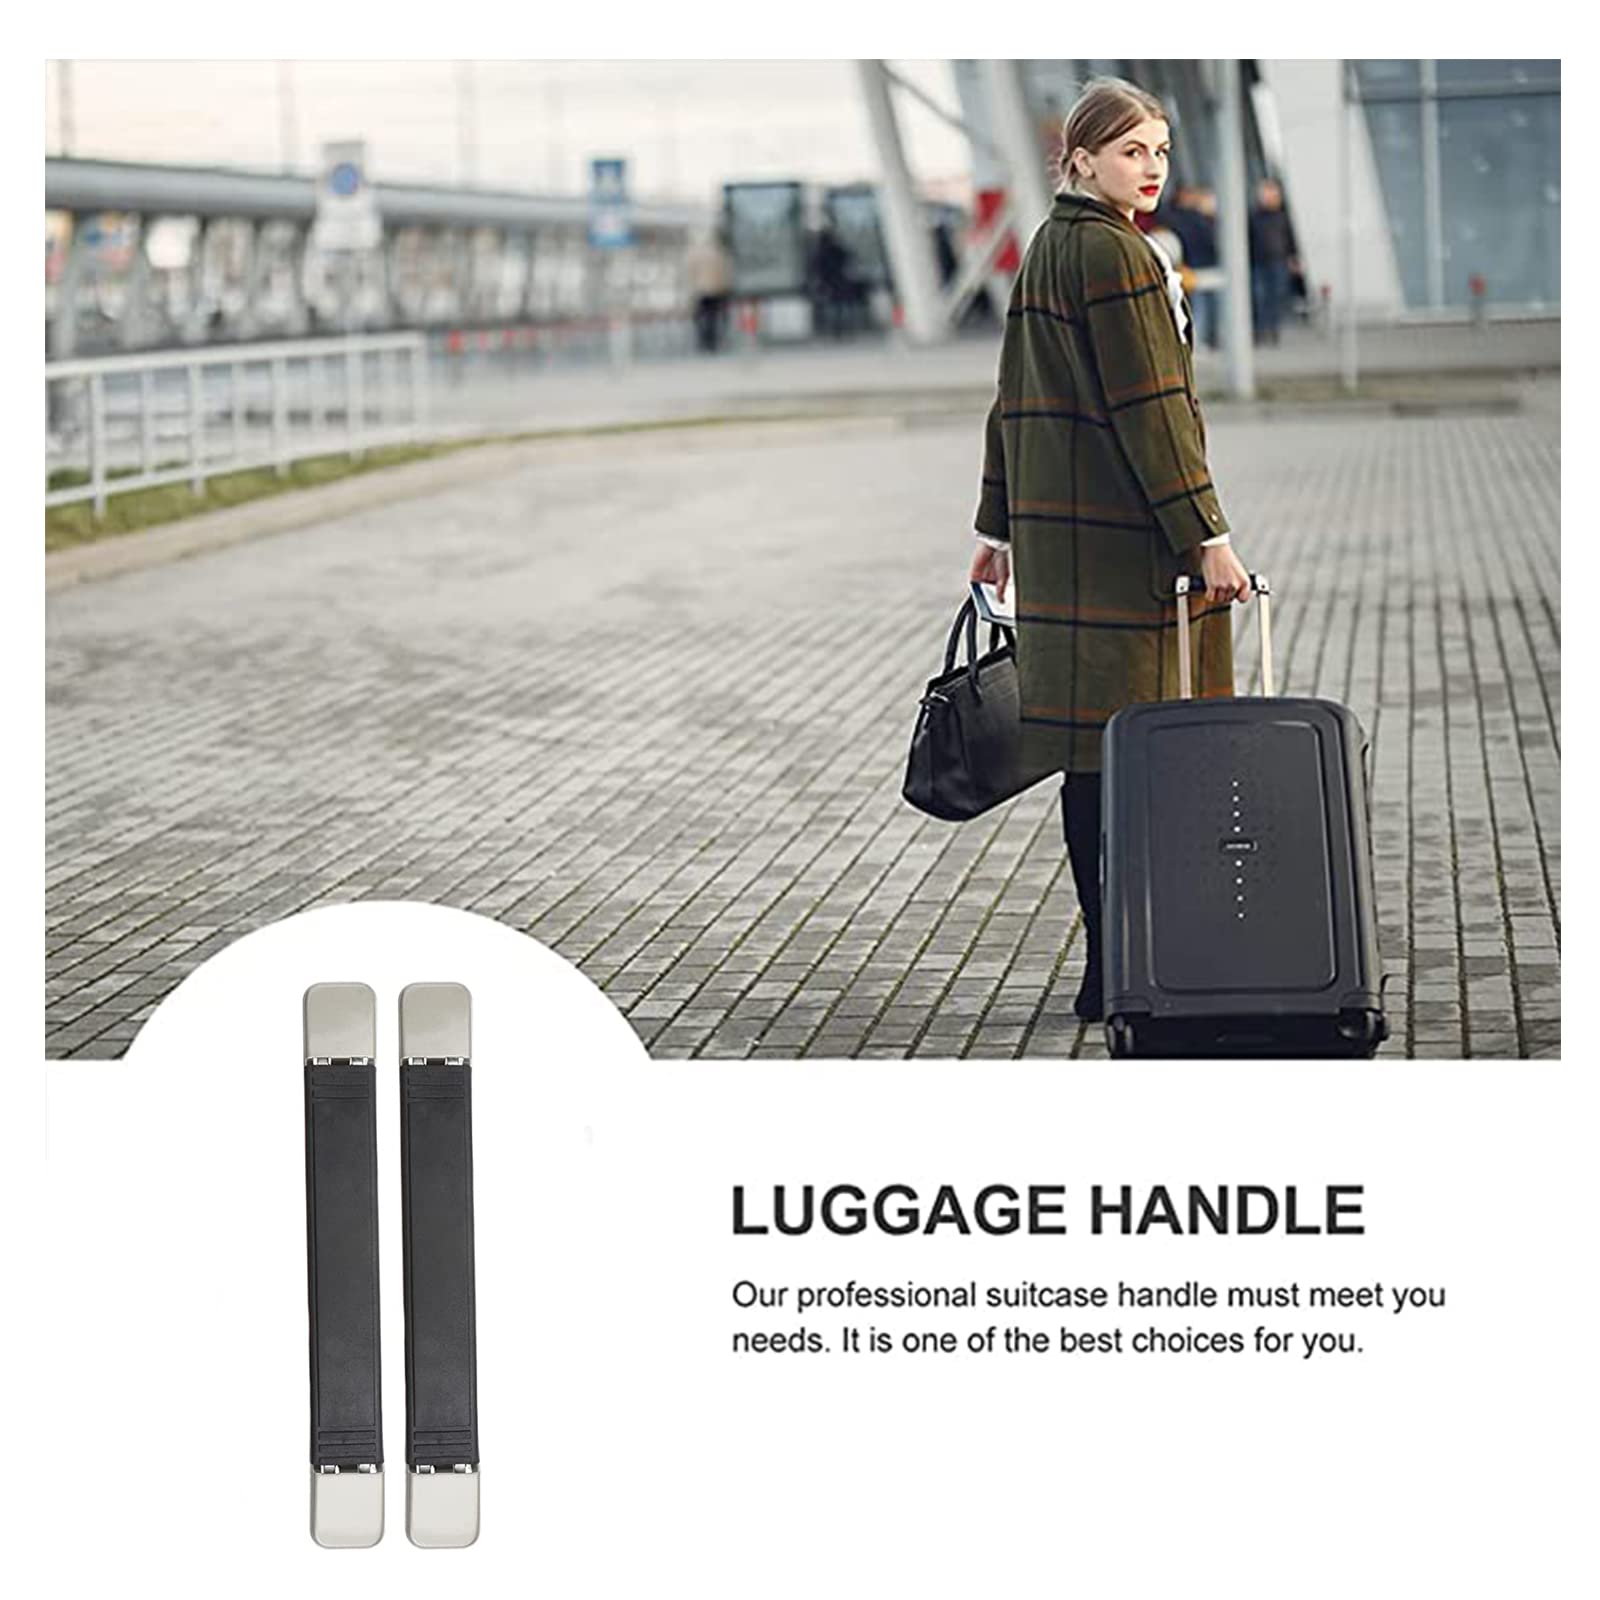 LUGGAGE HANDLE
Our professional suitcase handle must meet you
needs. It is one of the best choices for you.